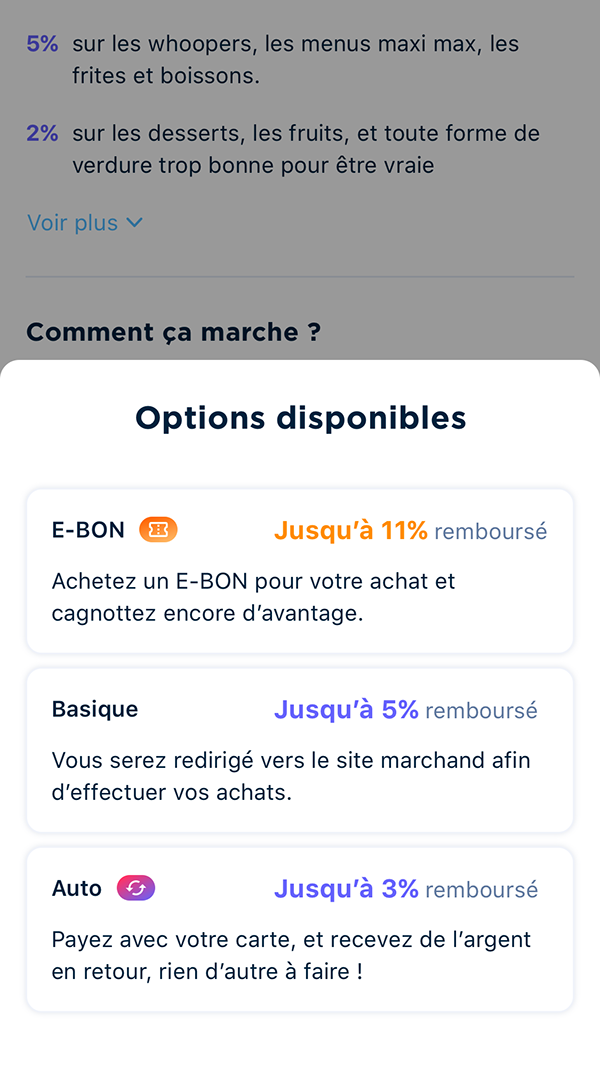 5% sur les whoopers, les menus maxi max, les
frites et boissons.
2% sur les desserts, les fruits, et toute forme de
verdure trop bonne pour être vraie
Voir plus
Comment ça marche ?
Options disponibles
E-BON Jusqu’à 11% remboursé
Achetez un E-BON pour votre achat et
cagnottez encore d’avantage.
Basique Jusqu’à 5% remboursé
Vous serez redirigé vers le site marchand afin
d’effectuer vos achats.
Auto Jusqu’à 3% remboursé
Payez avec votre carte, et recevez de l’argent
en retour, rien d’autre à faire !